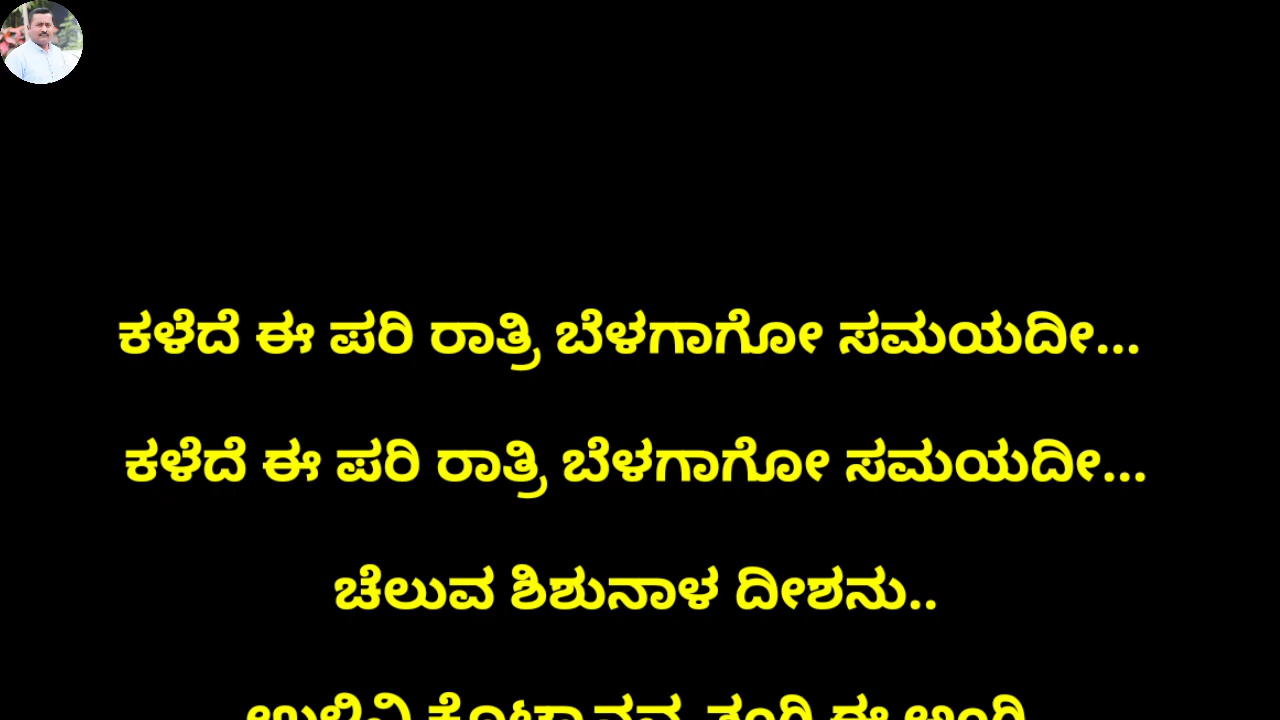 ಕಳೆದೆ ಈ ಪರಿ ರಾತ್ರಿ ಬೆಳಗಾಗೋ ಸಮಯದೀ...
ಕಳೆದೆ ಈ ಪರಿ ರಾತ್ರಿ ಬೆಳಗಾಗೋ ಸಮಯದೀ...
ಚೆಲುವ ಶಿಶುನಾಳ ದೀಶನು..
ತಂಗಿ ಈ ಅಂಗಿ